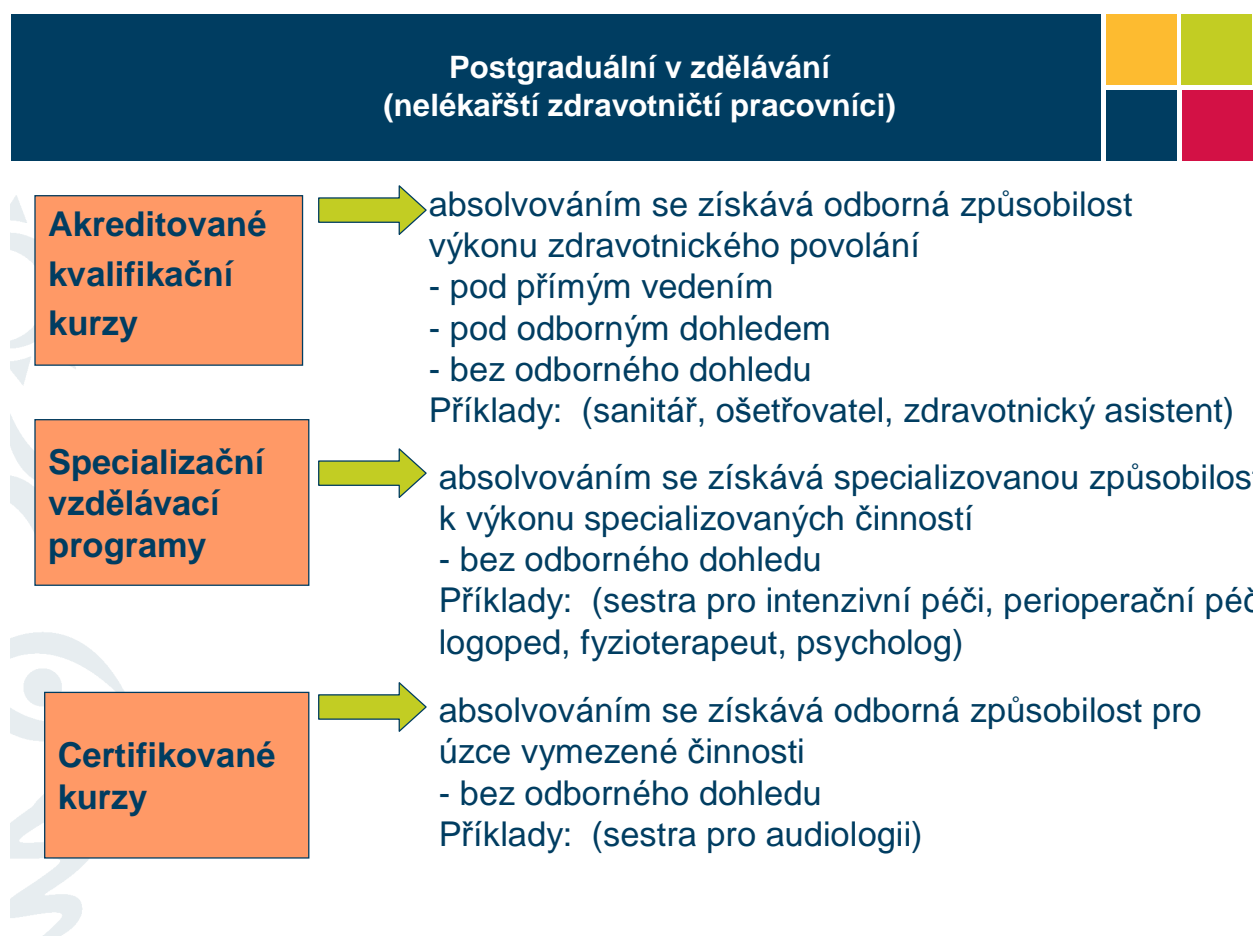 Postgraduální v zdělávání
(nelékařští zdravotničtí pracovníci)
Akreditované
kvalifikační
kurzy
absolvováním se získává odborná způsobilost
výkonu zdravotnického povolání
- pod přímým vedením
- pod odborným dohledem
- bez odborného dohledu
Příklady: (sanitář, ošetřovatel, zdravotnický asistent)
Specializační
vzdělávací
programy
absolvováním se získává specializovanou způsobilost
k výkonu specializovaných činností
- bez odborného dohledu
Příklady: (sestra pro intenzivní péči, perioperační péč
logoped, fyzioterapeut, psycholog)
Certifikované
kurzy
absolvováním se získává odborná způsobilost pro
úzce vymezené činnosti
- bez odborného dohledu
Příklady: (sestra pro audiologii)